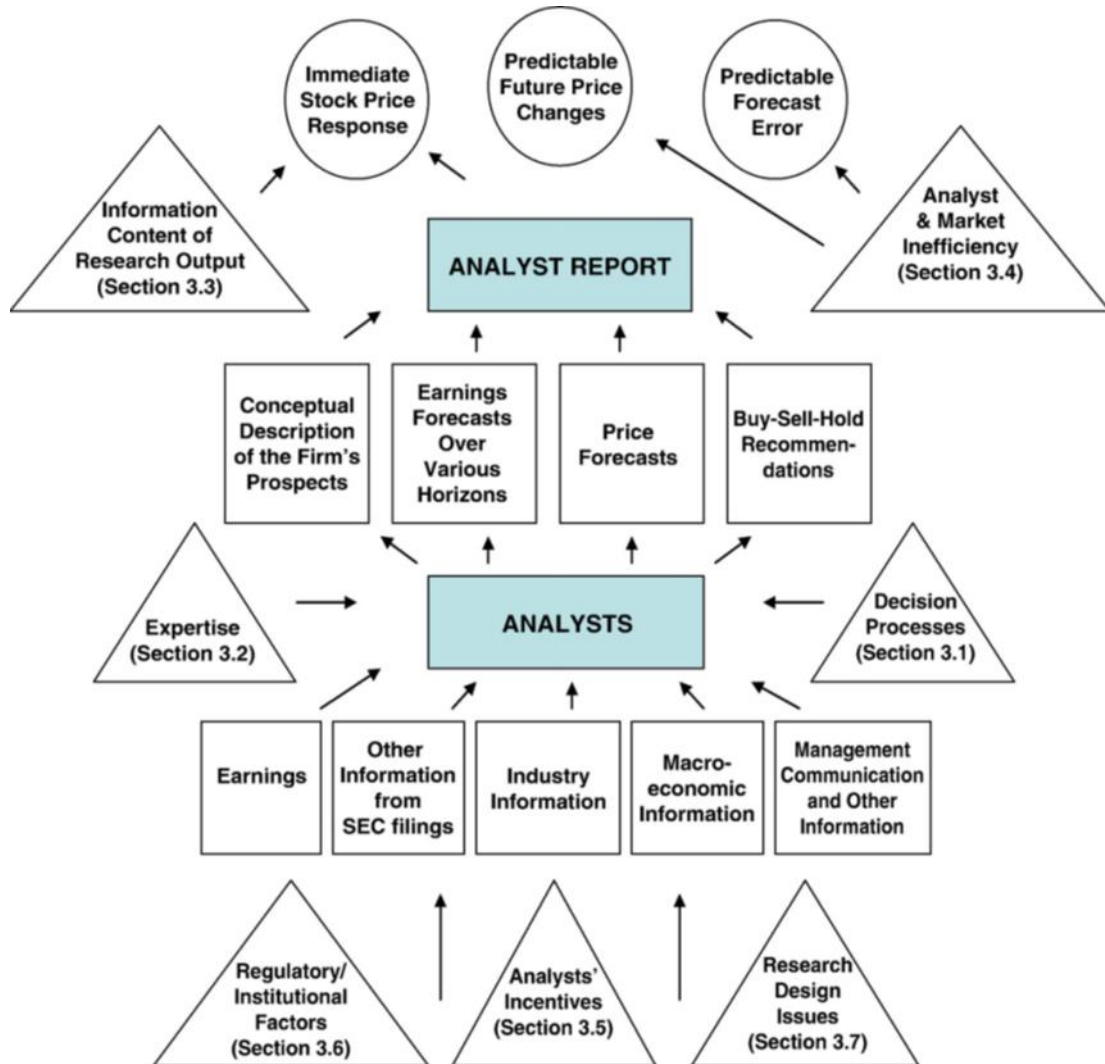 Immediate
Stock Price
Response
Predictable
Future Price
Changes
Predictable
Forecast
Error
Information
Content of
Research Output
(Section 3.3)
ANALYST REPORT
Analyst
& Market
Inefficiency
(Section 3.4)
Conceptual
Description
of the Firm's
Prospects
Earnings
Forecasts
Over
Various
Horizons
Price
Forecasts
Buy-Sell-Hold
Recommen-
dations
Expertise
(Section 3.2)
ANALYSTS
Decision
Processes
(Section 3.1)
Earnings
Other
Information
from
SEC filings
Industry
Information
Macro-
economic
Information
Management
Communication
and Other
Information
Regulatory/
Institutional
Factors
(Section 3.6)
Analysts'
Incentives
(Section 3.5)
Research
Design
Issues
(Section 3.7)